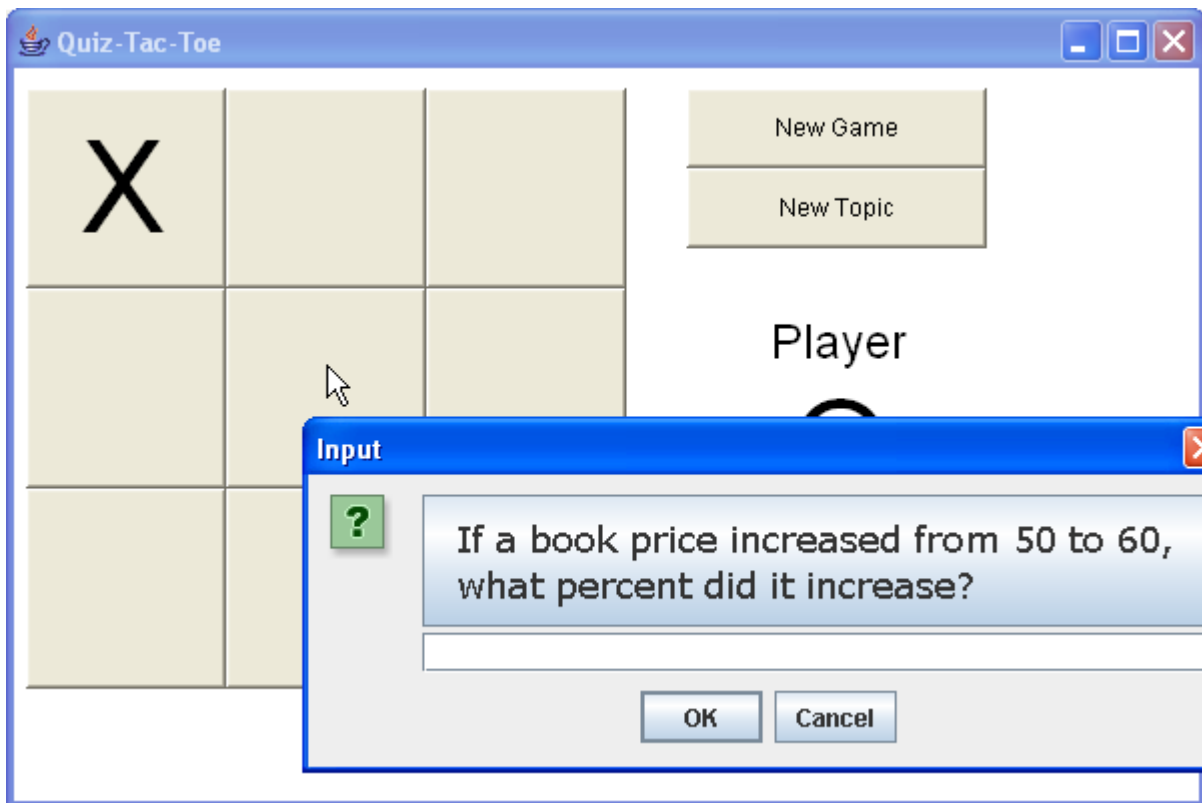 Quiz-Tac-Toe
X
New Game
New Topic
Player
Input
?
If a book price increased from 50 to 60,
what percent did it increase?
OK
Cancel